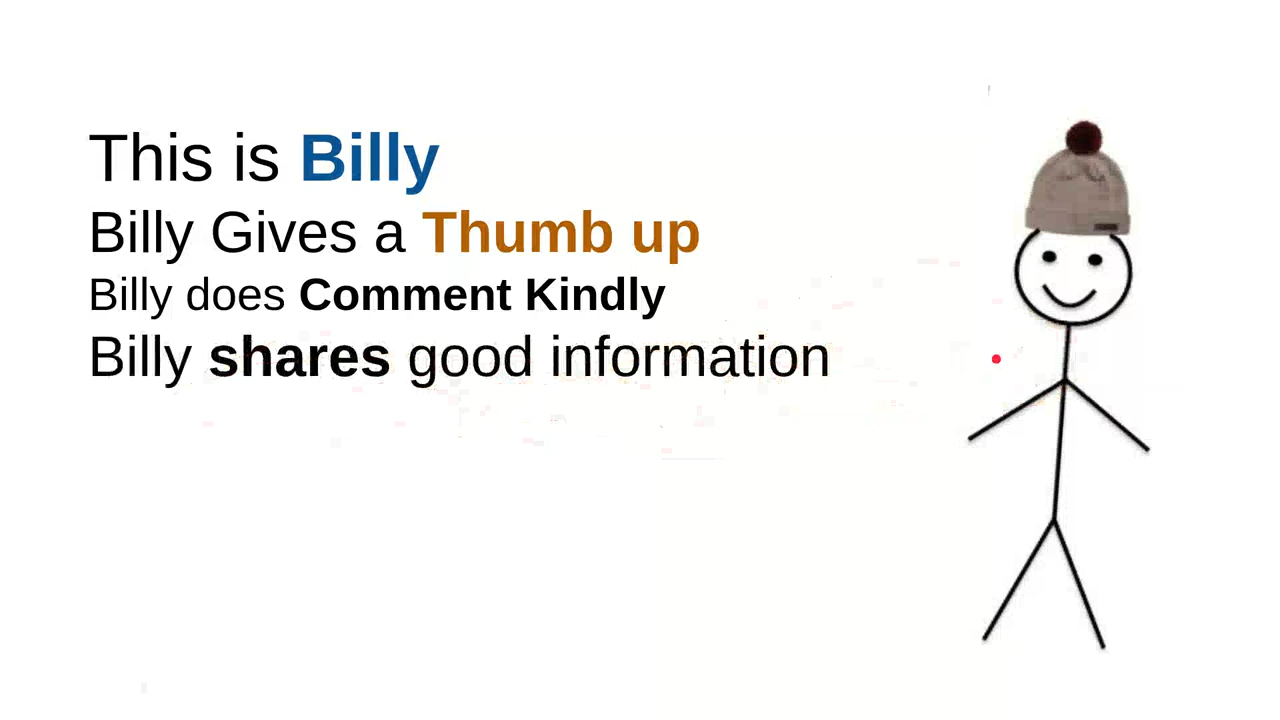 This is Billy
Billy Gives a Thumb up
Billy does Comment Kindly
Billy shares good information